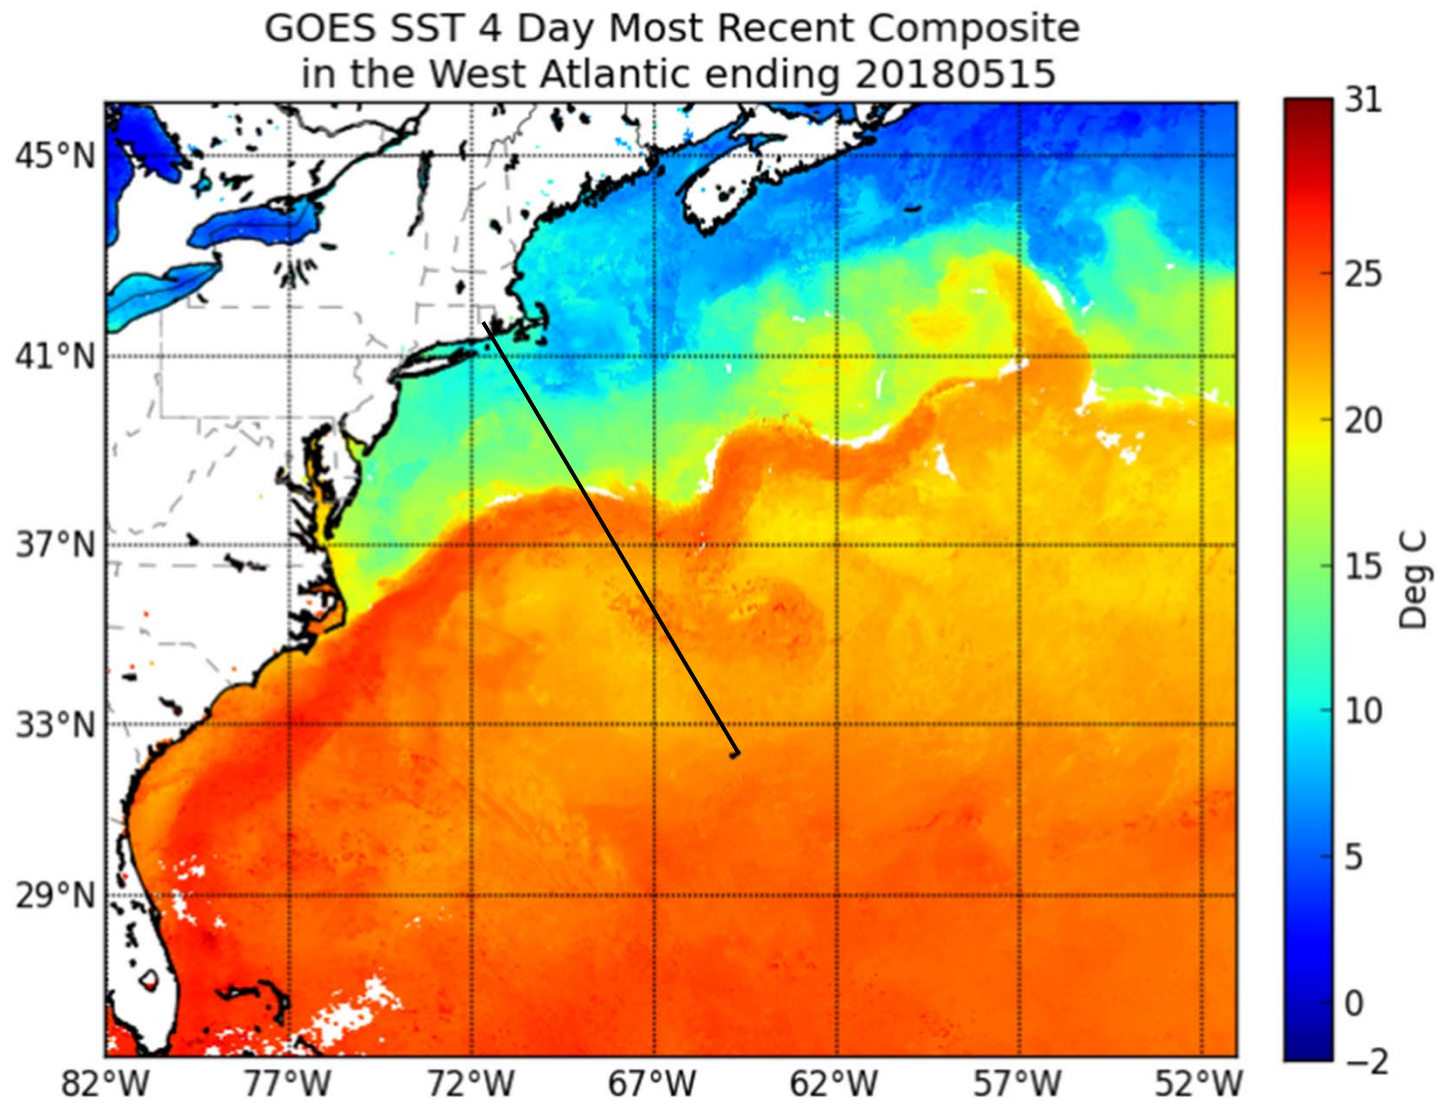 GOES SST 4 Day Most Recent Composite
in the West Atlantic ending 20180515
45°N
41°N
37°N
33°N
29°N
82°W 77°W 72°W 67°W 62°W 57°W 52°W
31
25
20
15
10
5
0
−2
Deg C